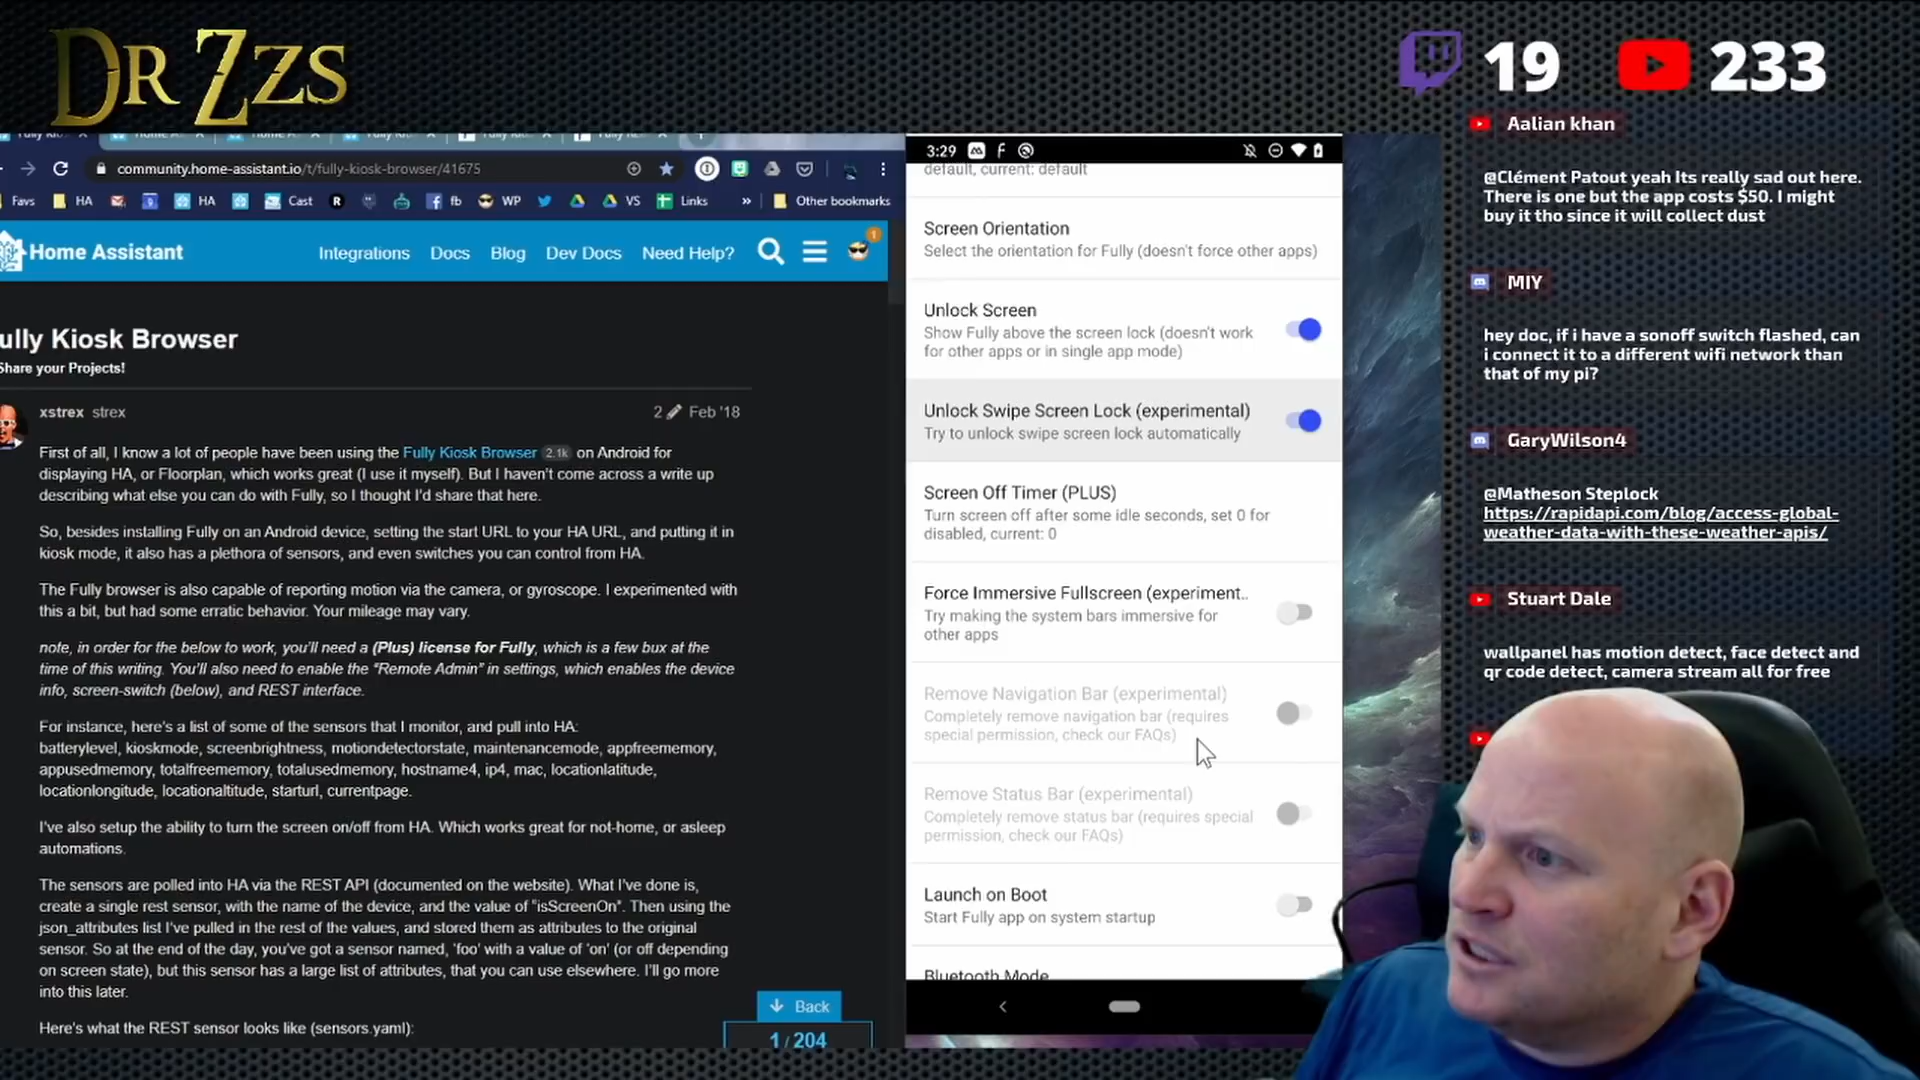 DR ZZS
19
233
community.home-assistant.io/t/fully-kiosk-browser/41675
Favs
HA
HA
Cast
R
fb
WP
VS
Links
»
Other bookmarks
Home Assistant
Integrations
Docs
Blog
Dev Docs
Need Help?
1
ully Kiosk Browser
Share your Projects!
xstrex strex
2
Feb '18
First of all, I know a lot of people have been using the Fully Kiosk Browser 2.1k on Android for
displaying HA, or Floorplan, which works great (I use it myself). But I haven't come across a write up
describing what else you can do with Fully, so I thought I'd share that here.
So, besides installing Fully on an Android device, setting the start URL to your HA URL, and putting it in
kiosk mode, it also has a plethora of sensors, and even switches you can control from HA.
The Fully browser is also capable of reporting motion via the camera, or gyroscope. I experimented with
this a bit, but had some erratic behavior. Your mileage may vary.
note, in order for the below to work, you'll need a (Plus) license for Fully, which is a few bux at the
time of this writing. You'll also need to enable the "Remote Admin" in settings, which enables the device
info, screen-switch (below), and REST interface.
For instance, here's a list of some of the sensors that I monitor, and pull into HA:
batterylevel, kioskmode, screenbrightness, motiondetectorstate, maintenancemode, appfreememory,
appusedmemory, totalfreememory, totalusedmemory, hostname4, ip4, mac, locationlatitude,
locationlongitude, locationaltitude, starturl, currentpage.
I've also setup the ability to turn the screen on/off from HA. Which works great for not-home, or asleep
automations.
The sensors are polled into HA via the REST API (documented on the website). What I've done is,
create a single rest sensor, with the name of the device, and the value of "isScreenOn". Then using the
json_attributes list I've pulled in the rest of the values, and stored them as attributes to the original
sensor. So at the end of the day, you've got a sensor named, 'foo' with a value of 'on' (or off depending
on screen state), but this sensor has a large list of attributes, that you can use elsewhere. I'll go more
into this later.
Here's what the REST sensor looks like (sensors.yaml):
Back
1 / 204
3:29
default, current: default
Screen Orientation
Select the orientation for Fully (doesn't force other apps)
Unlock Screen
Show Fully above the screen lock (doesn't work
for other apps or in single app mode)
Unlock Swipe Screen Lock (experimental)
Try to unlock swipe screen lock automatically
Screen Off Timer (PLUS)
Turn screen off after some idle seconds, set 0 for
disabled, current: 0
Force Immersive Fullscreen (experiment..
Try making the system bars immersive for
other apps
Remove Navigation Bar (experimental)
Completely remove navigation bar (requires
special permission, check our FAQs)
Remove Status Bar (experimental)
Completely remove status bar (requires special
permission, check our FAQs)
Launch on Boot
Start Fully app on system startup
Bluetooth Mode
Aalian khan
@Clément Patout yeah Its really sad out here.
There is one but the app costs $50. I might
buy it tho since it will collect dust
MIY
hey doc, if i have a sonoff switch flashed, can
i connect it to a different wifi network than
that of my pi?
GaryWilson4
@Matheson Steplock
https://rapidapi.com/blog/access-global-
weather-data-with-these-weather-apis/
Stuart Dale
wallpanel has motion detect, face detect and
qr code detect, camera stream all for free